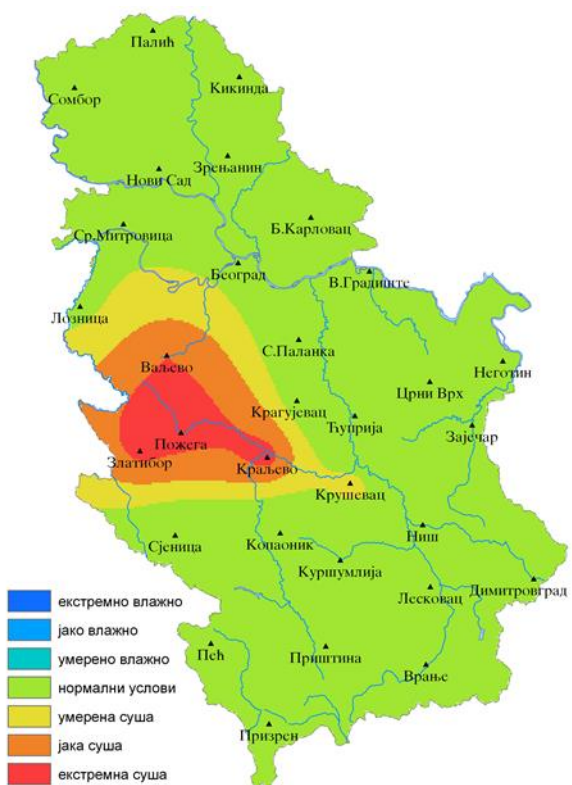 Палић
Кикинда
Сомбор
Зрењанин
Нови Сад
Б.Карловац
Ср.Митровица
Београд
В.Градиште
Лозница
С.Паланка
Ваљево
Неготин
Црни Врх
Крагујевац
Ћуприја
Зајечар
Пожега
Златибор
Краљево
Крушевац
Ниш
Сјеница
Копаоник
Куршумлија
Димитровград
Лесковац
Пећ
Приштина
Врање
Призрен
екстремно влажно
јако влажно
умерено влажно
нормални услови
умерена суша
јака суша
екстремна суша